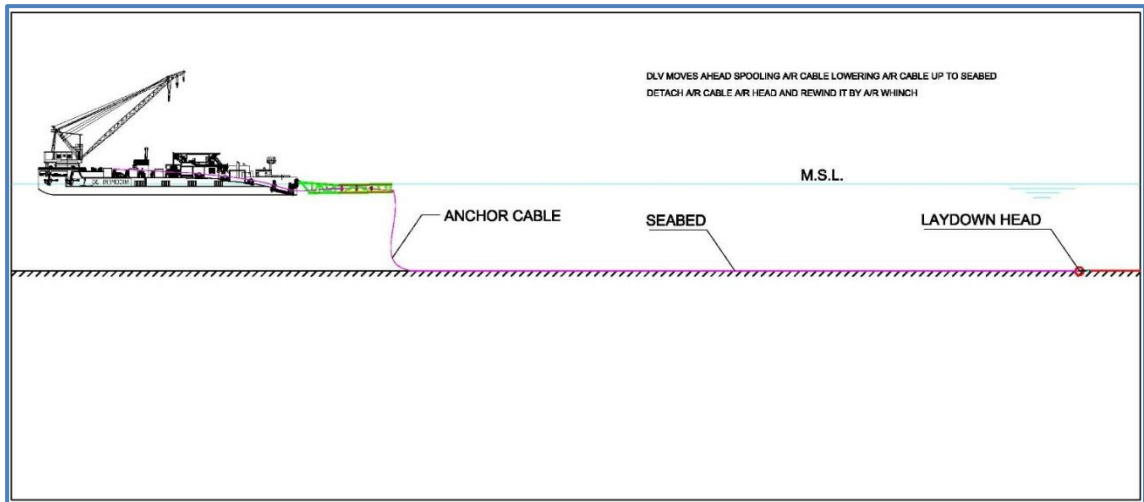 DLV MOVES AHEAD SPOOLING A/R CABLE LOWERING A/R CABLE UP TO SEABED
DETACH A/R CABLE A/R HEAD AND REWIND IT BY A/R WHINCH
M.S.L.
ANCHOR CABLE
SEABED
LAYDOWN HEAD